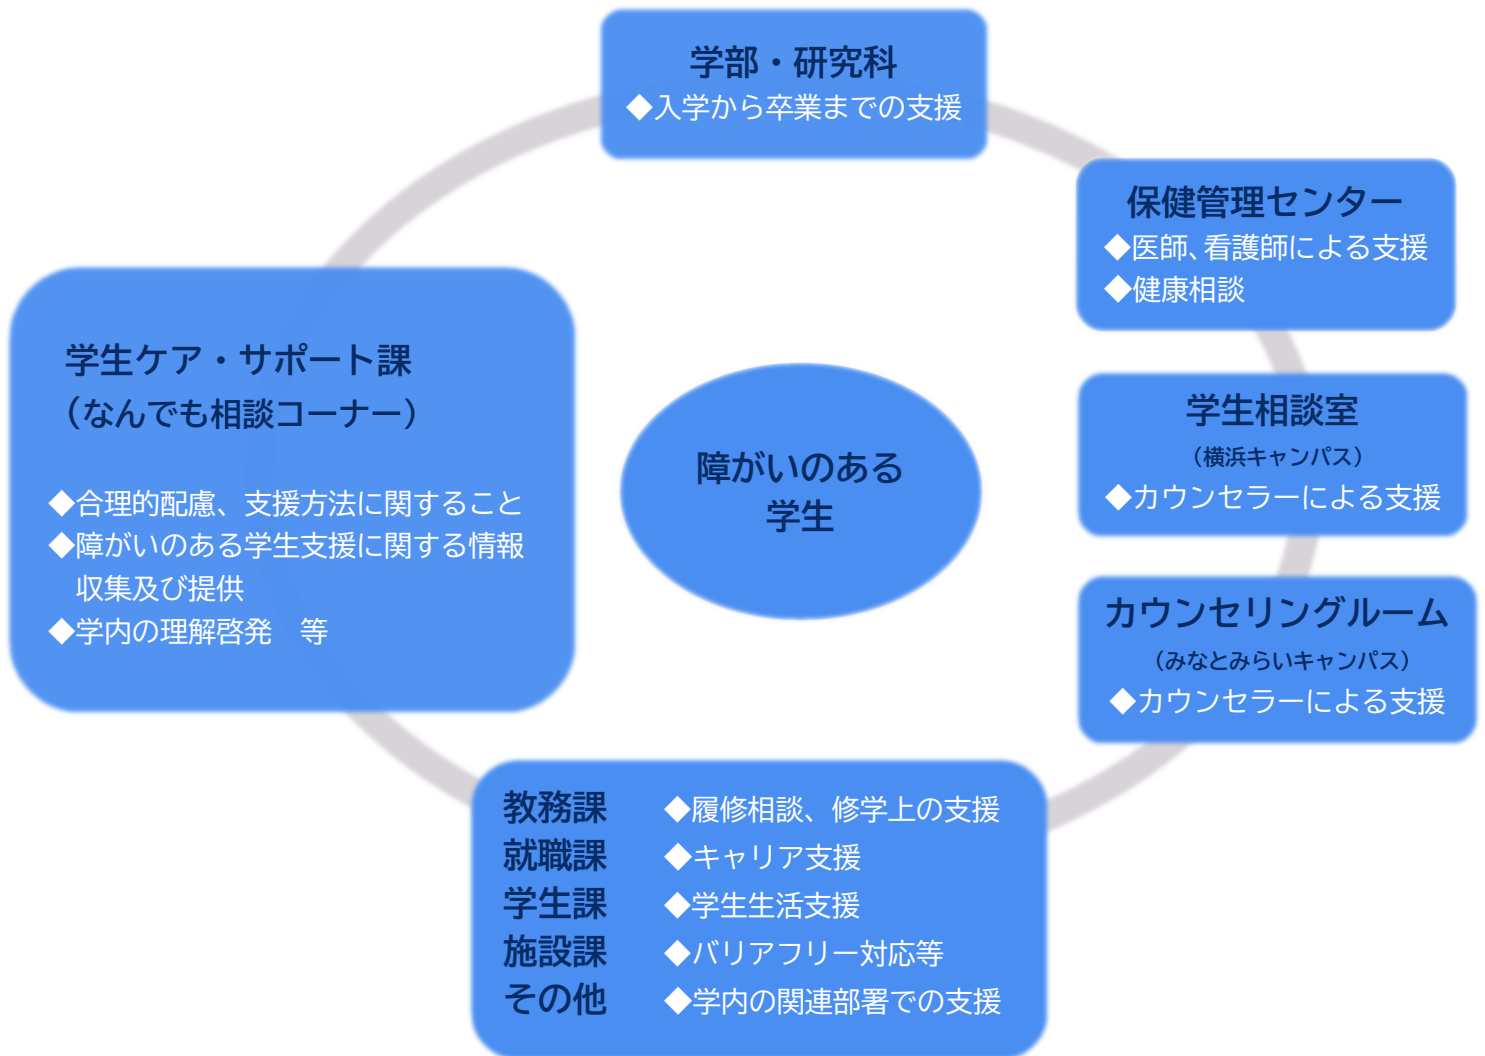 学部・研究科
◆入学から卒業までの支援
保健管理センター
◆医師、看護師による支援
◆健康相談
学生ケア・サポート課
（なんでも相談コーナー）
◆合理的配慮、支援方法に関すること
◆障がいのある学生支援に関する情報
収集及び提供
◆学内の理解啓発　等
障がいのある
学生
学生相談室
（横浜キャンパス）
◆カウンセラーによる支援
カウンセリングルーム
（みなとみらいキャンパス）
◆カウンセラーによる支援
教務課　◆履修相談、修学上の支援
就職課　◆キャリア支援
学生課　◆学生生活支援
施設課　◆バリアフリー対応等
その他　◆学内の関連部署での支援